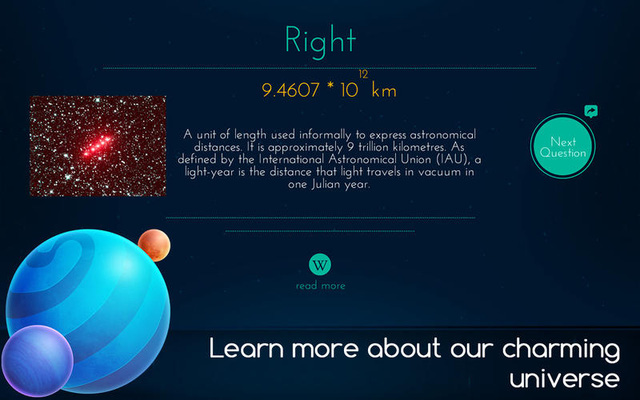 Right
9.4607 * 10¹² km
A unit of length used informally to express astronomical
distances. It is approximately 9 trillion kilometres. As
defined by the International Astronomical Union (IAU), a
light-year is the distance that light travels in vacuum in
one Julian year.
Next
Question
W
read more
Learn more about our charming
universe